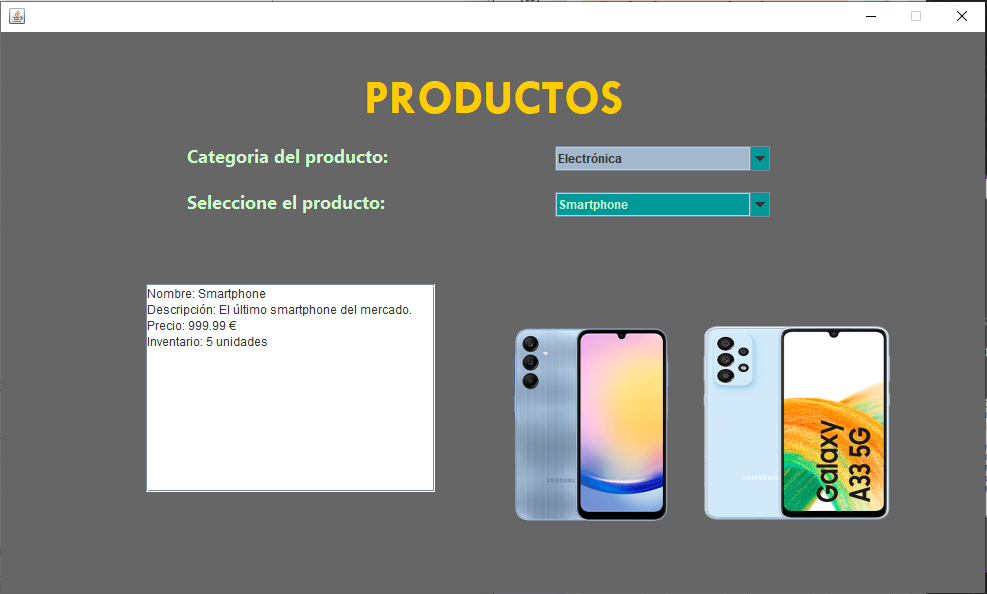 PRODUCTOS
Categoria del producto:
Electrónica
Seleccione el producto:
Smartphone
Nombre: Smartphone
Descripción: El último smartphone del mercado.
Precio: 999.99 €
Inventario: 5 unidades
SAMSUNG
SAMSUNG
Galaxy
A33 5G